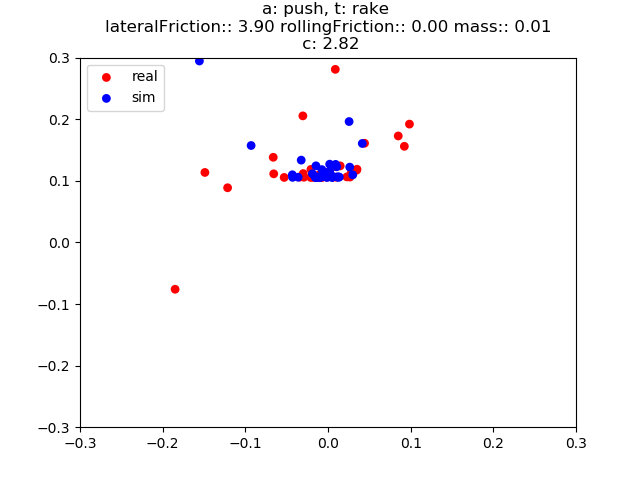 a: push, t: rake
lateralFriction:: 3.90 rollingFriction:: 0.00 mass:: 0.01
c: 2.82
real
sim
0.3
0.2
0.1
0.0
−0.1
−0.2
−0.3
−0.3
−0.2
−0.1
0.0
0.1
0.2
0.3